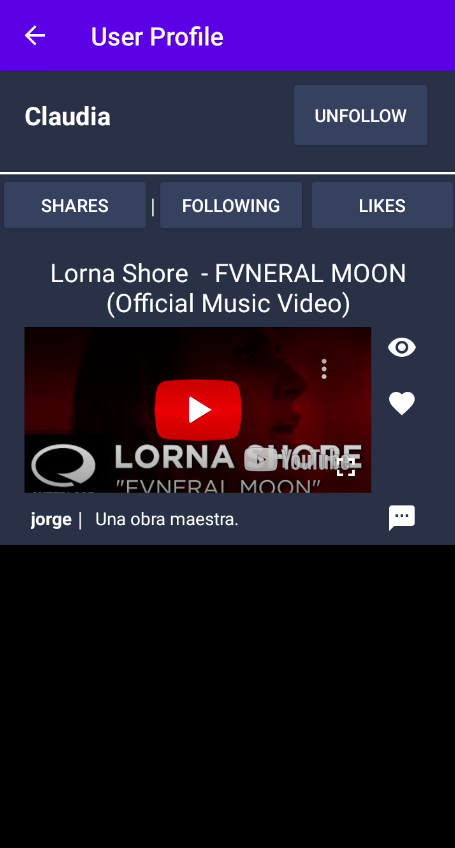 User Profile
Claudia
UNFOLLOW
SHARES | FOLLOWING LIKES
Lorna Shore - FVNERAL MOON
(Official Music Video)
LORNA SHORE
YouTube
"FVNERAL MOON"
jorge | Una obra maestra.